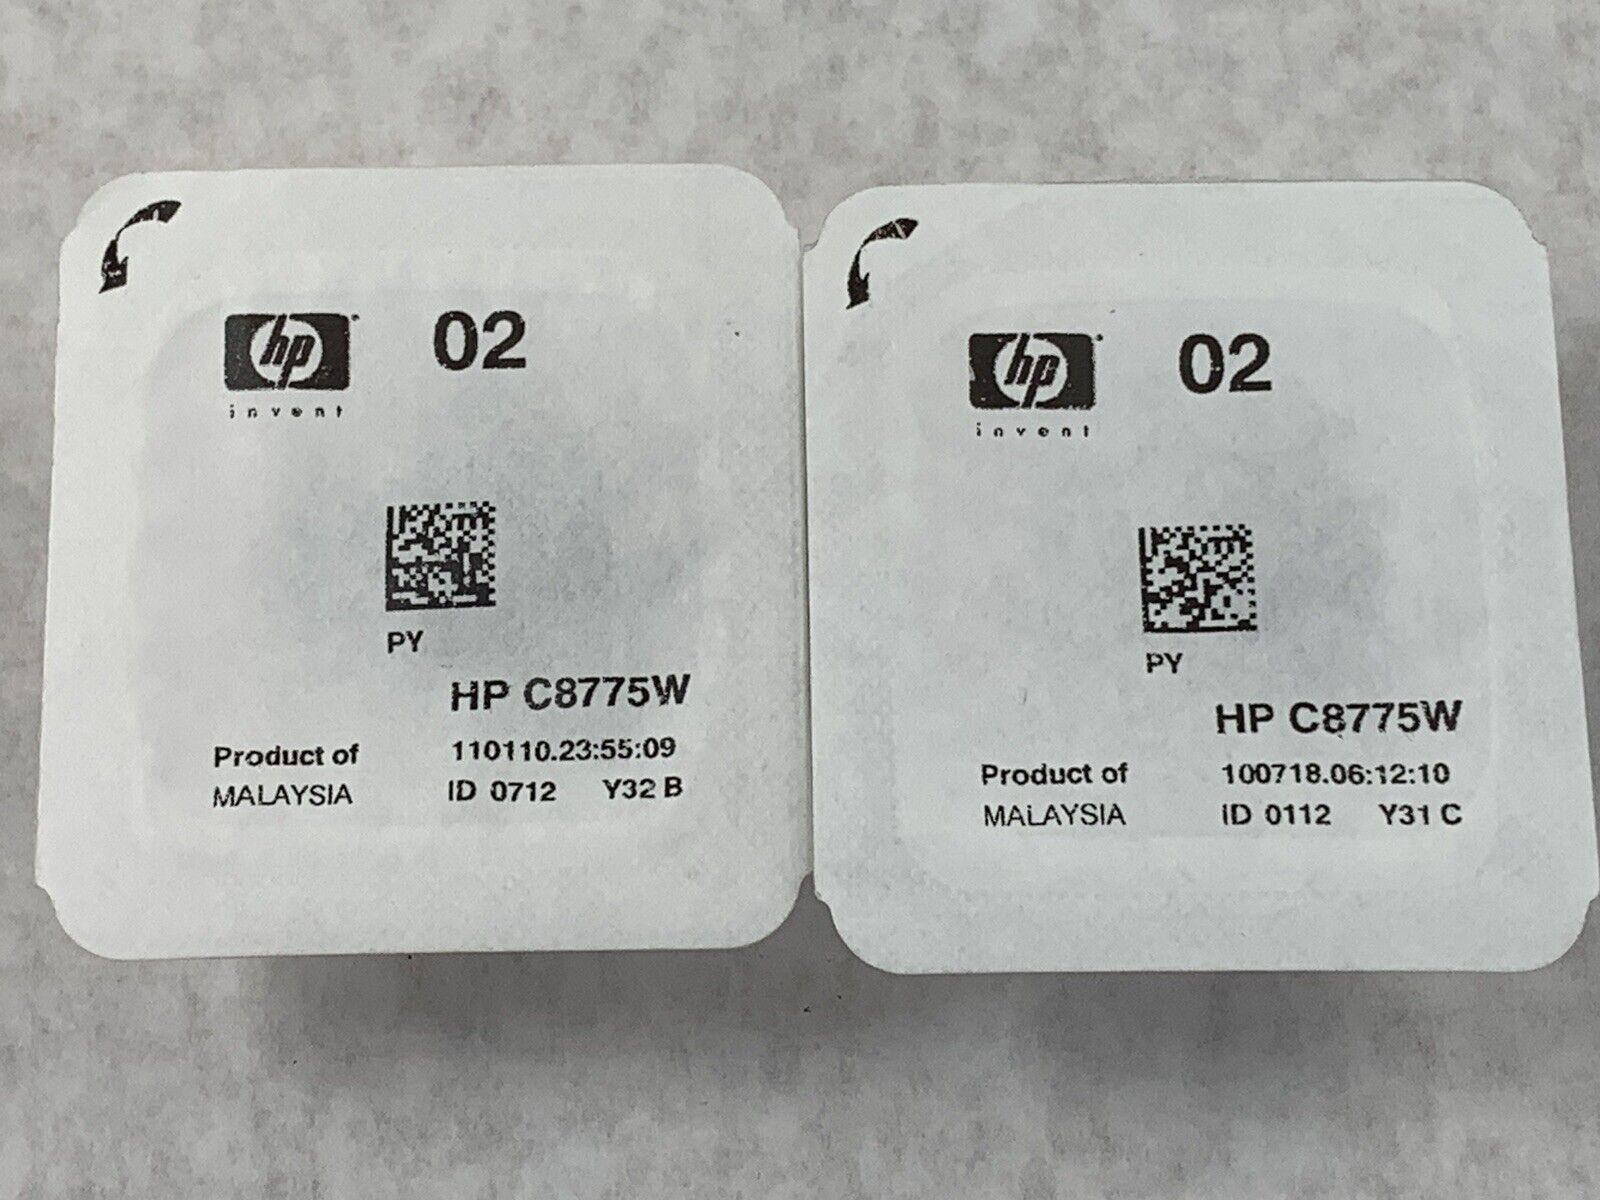 hp 02
invent
PY
HP C8775W
Product of 110110.23:55:09
MALAYSIA ID 0712 Y32 B
hp 02
invent
PY
HP C8775W
Product of 100718.06:12:10
MALAYSIA ID 0112 Y31 C